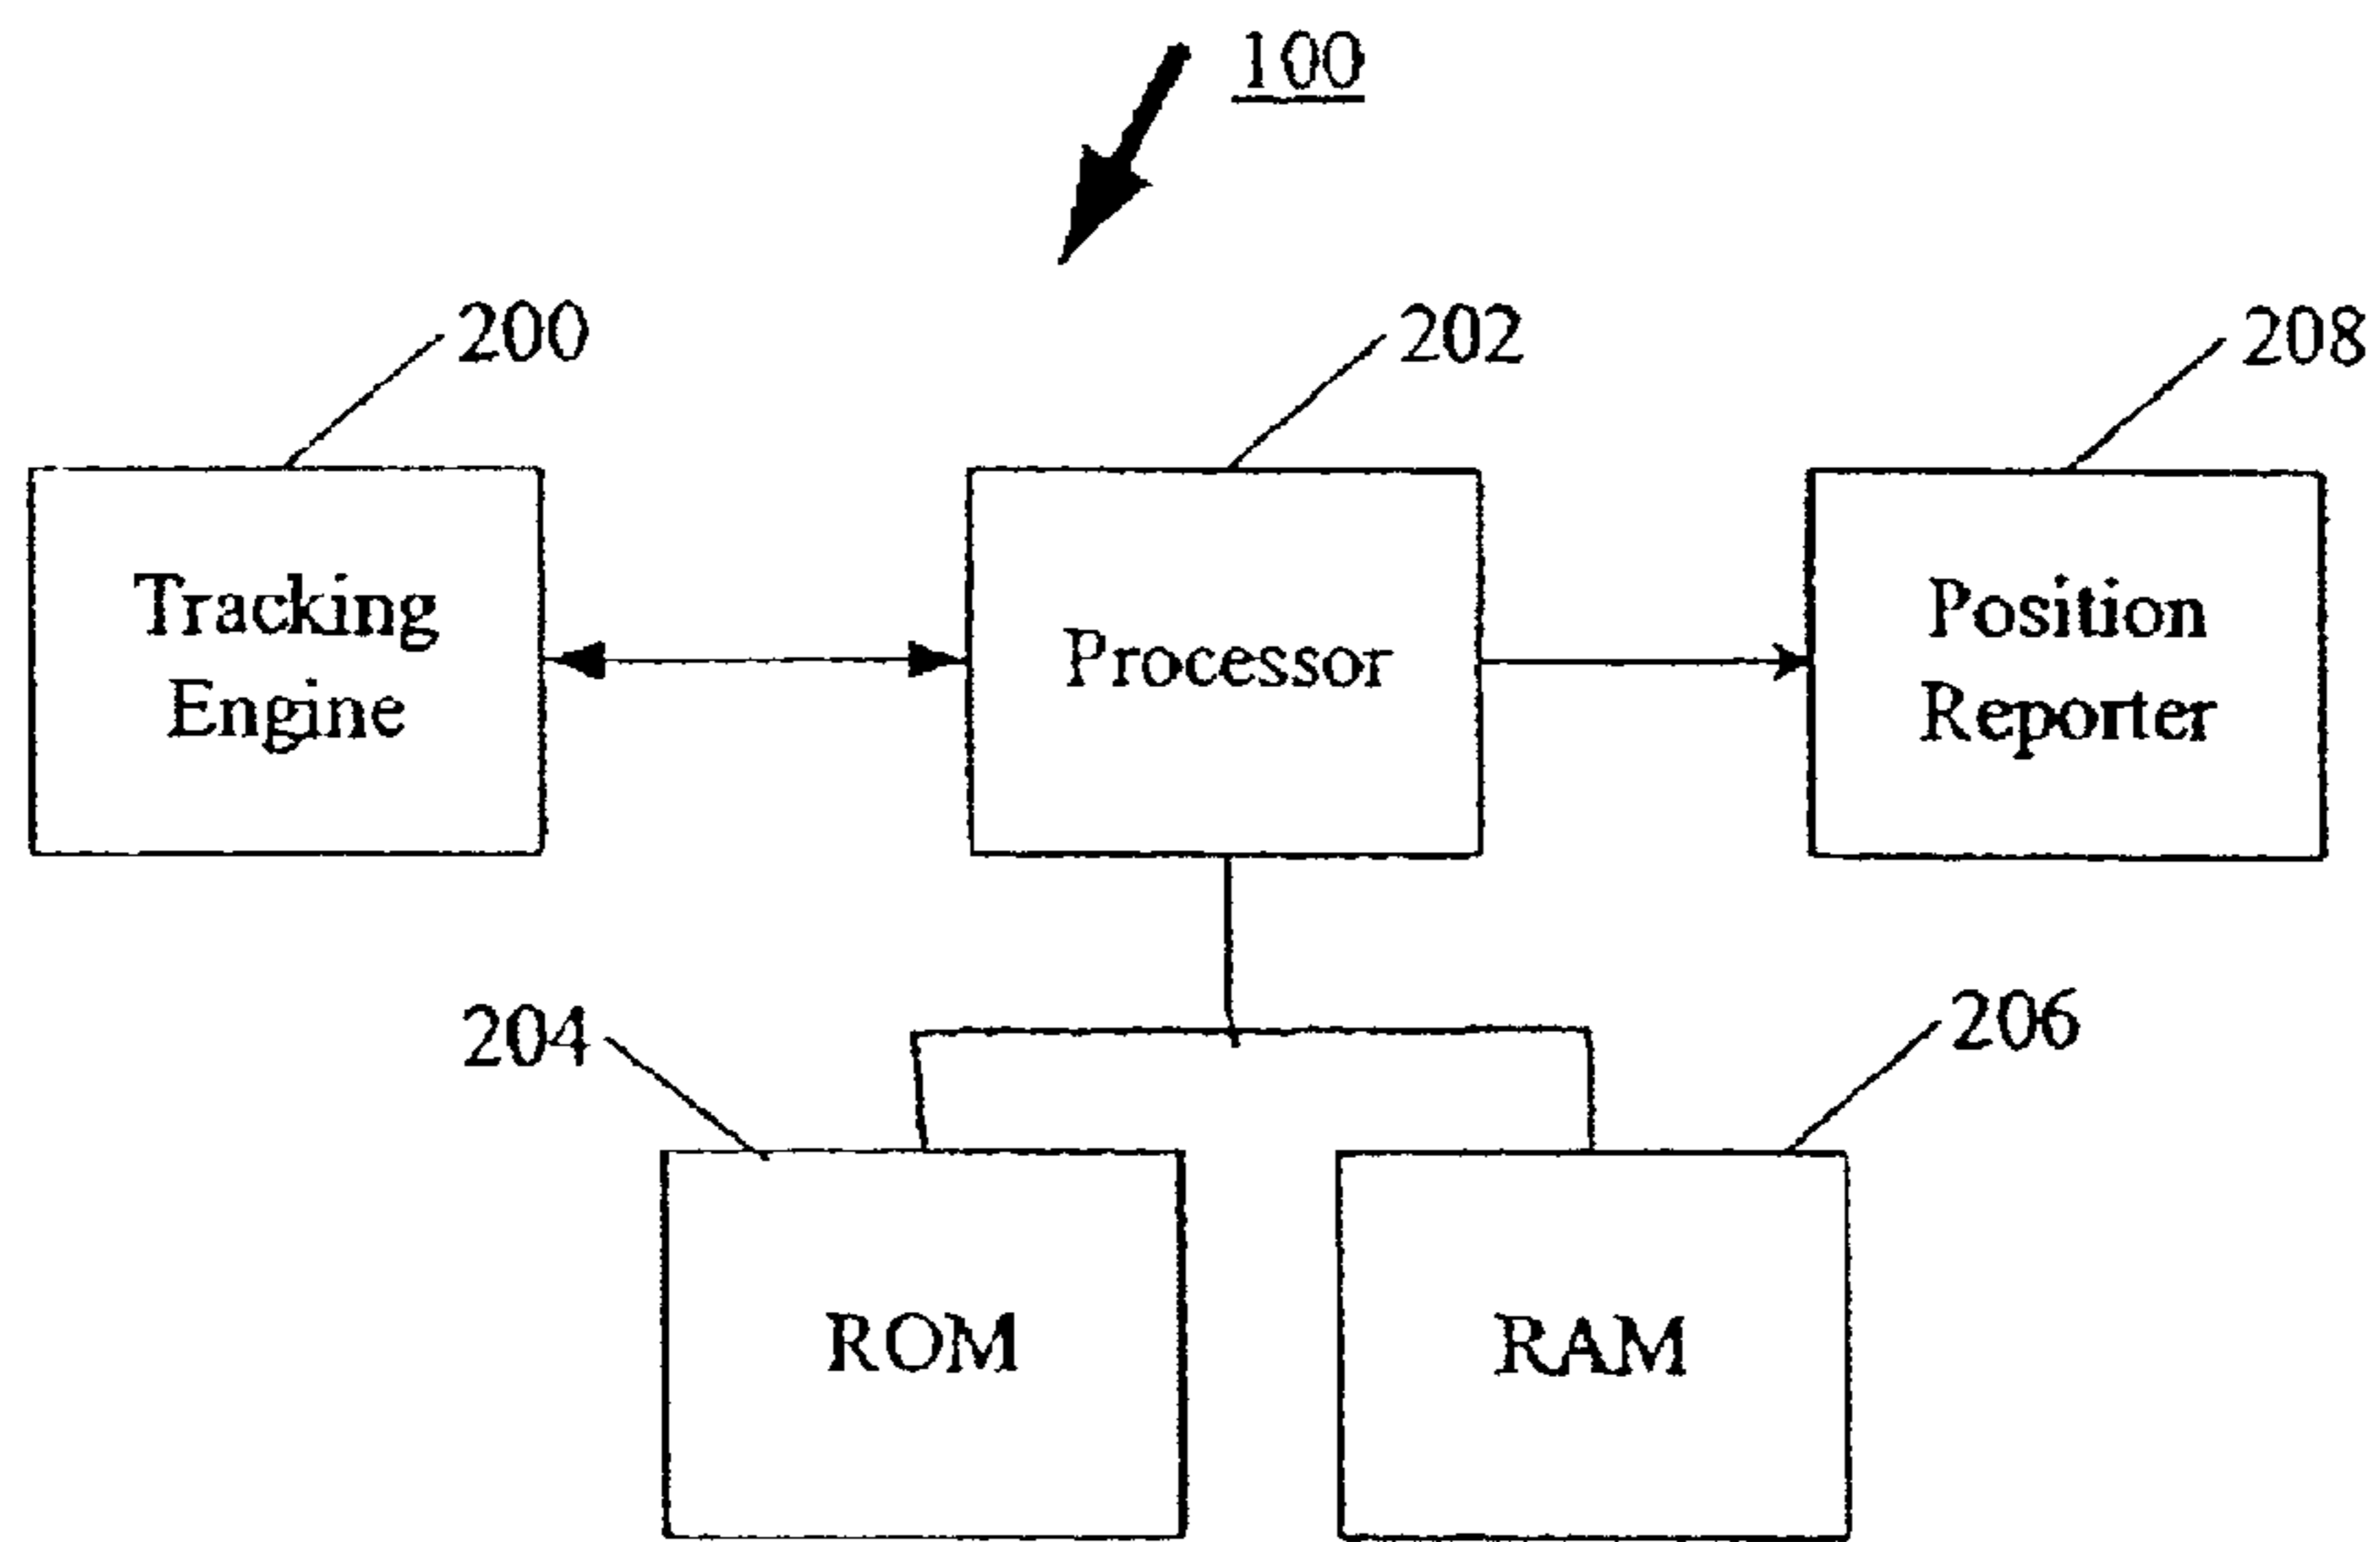 100
200
202
208
Tracking
Engine
Processor
Position
Reporter
204
206
ROM
RAM